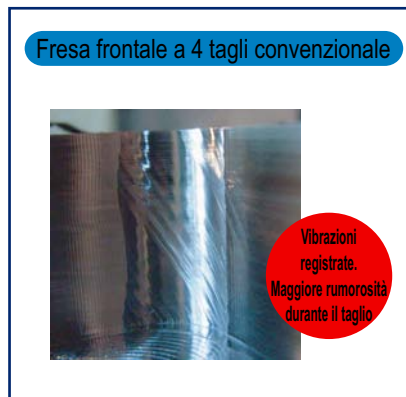 Fresa frontale a 4 tagli convenzionale
Vibrazioni
registrate.
Maggiore rumorosità
durante il taglio